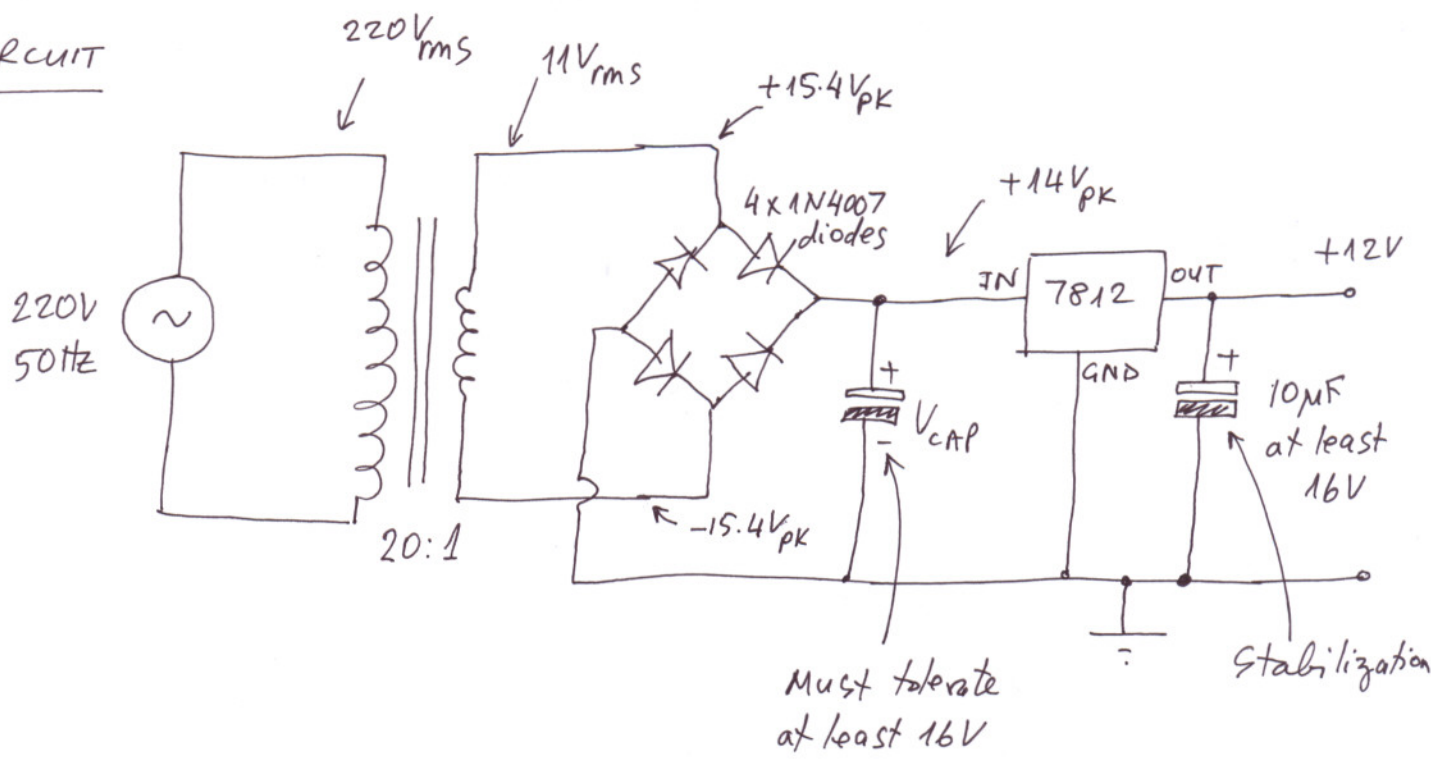 RCUIT
220Vrms
11Vrms
+15.4Vpk
4x1N4007
diodes
+14Vpk
+12V
220V
50Hz
~
IN
7812
OUT
GND
+
VCAP
-
+
10μF
at least
16V
20:1
-15.4Vpk
Must tolerate
at least 16V
Stabilization